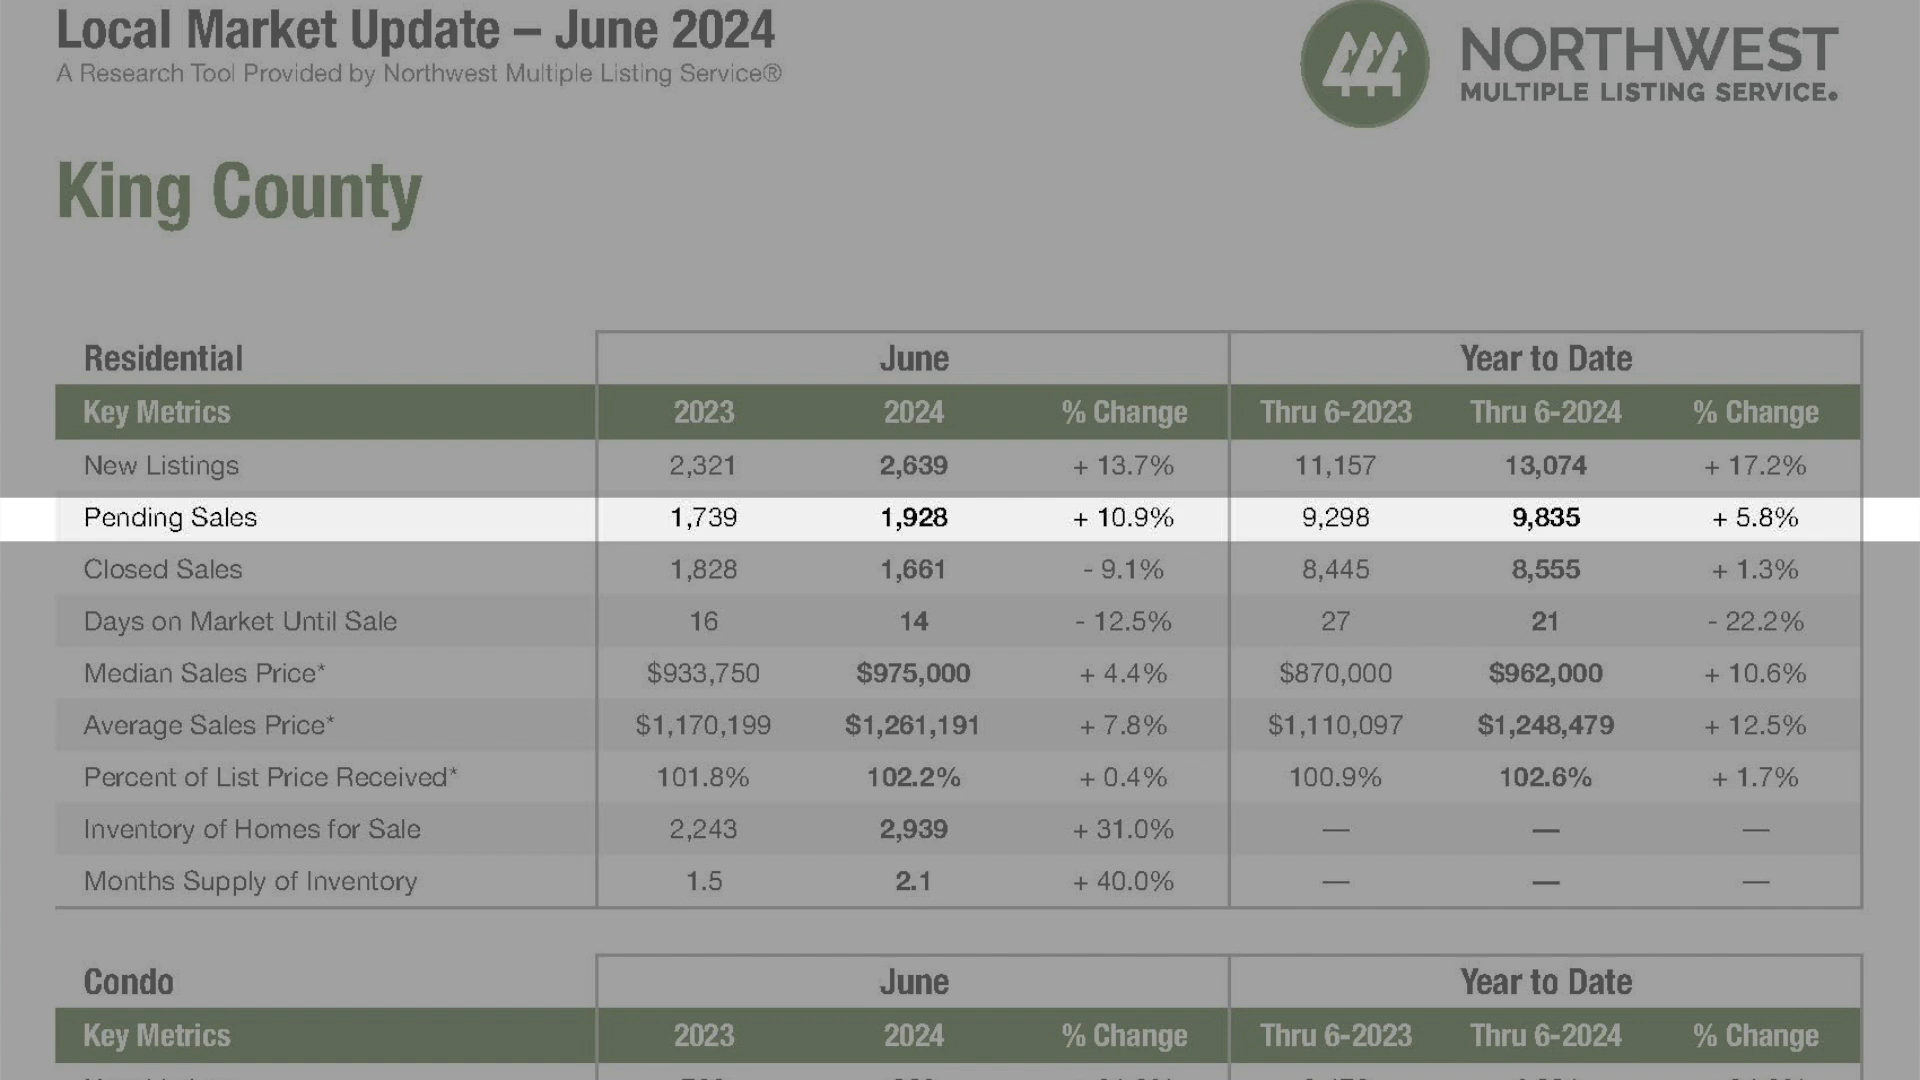 Local Market Update – June 2024
A Research Tool Provided by Northwest Multiple Listing Service®
NORTHWEST
MULTIPLE LISTING SERVICE®
King County
Residential June Year to Date
Key Metrics 2023 2024 % Change Thru 6-2023 Thru 6-2024 % Change
New Listings 2,321 2,639 + 13.7% 11,157 13,074 + 17.2%
Pending Sales 1,739 1,928 + 10.9% 9,298 9,835 + 5.8%
Closed Sales 1,828 1,661 - 9.1% 8,445 8,555 + 1.3%
Days on Market Until Sale 16 14 - 12.5% 27 21 - 22.2%
Median Sales Price* $933,750 $975,000 + 4.4% $870,000 $962,000 + 10.6%
Average Sales Price* $1,170,199 $1,261,191 + 7.8% $1,110,097 $1,248,479 + 12.5%
Percent of List Price Received* 101.8% 102.2% + 0.4% 100.9% 102.6% + 1.7%
Inventory of Homes for Sale 2,243 2,939 + 31.0% — — —
Months Supply of Inventory 1.5 2.1 + 40.0% — — —
Condo June Year to Date
Key Metrics 2023 2024 % Change Thru 6-2023 Thru 6-2024 % Change